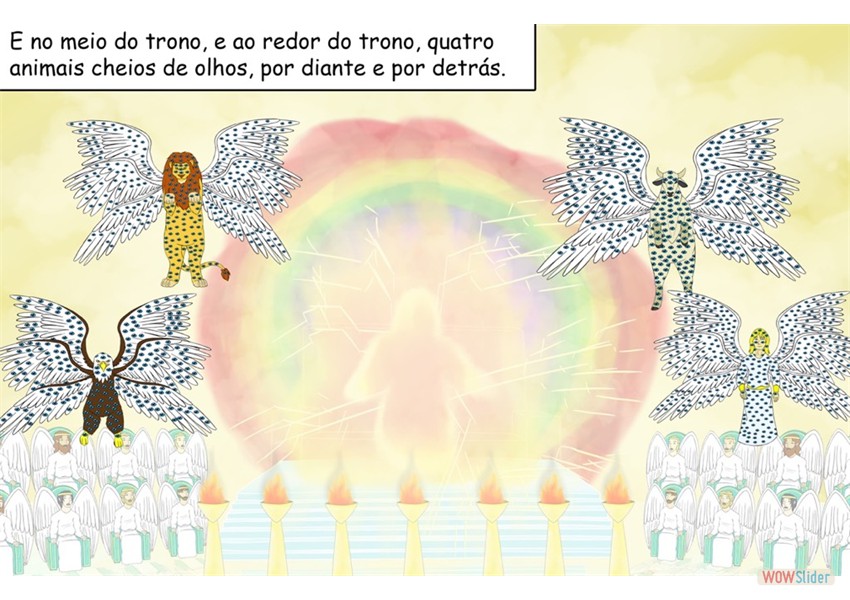 E no meio do trono, e ao redor do trono, quatro
animais cheios de olhos, por diante e por detrás.
WOWSlider